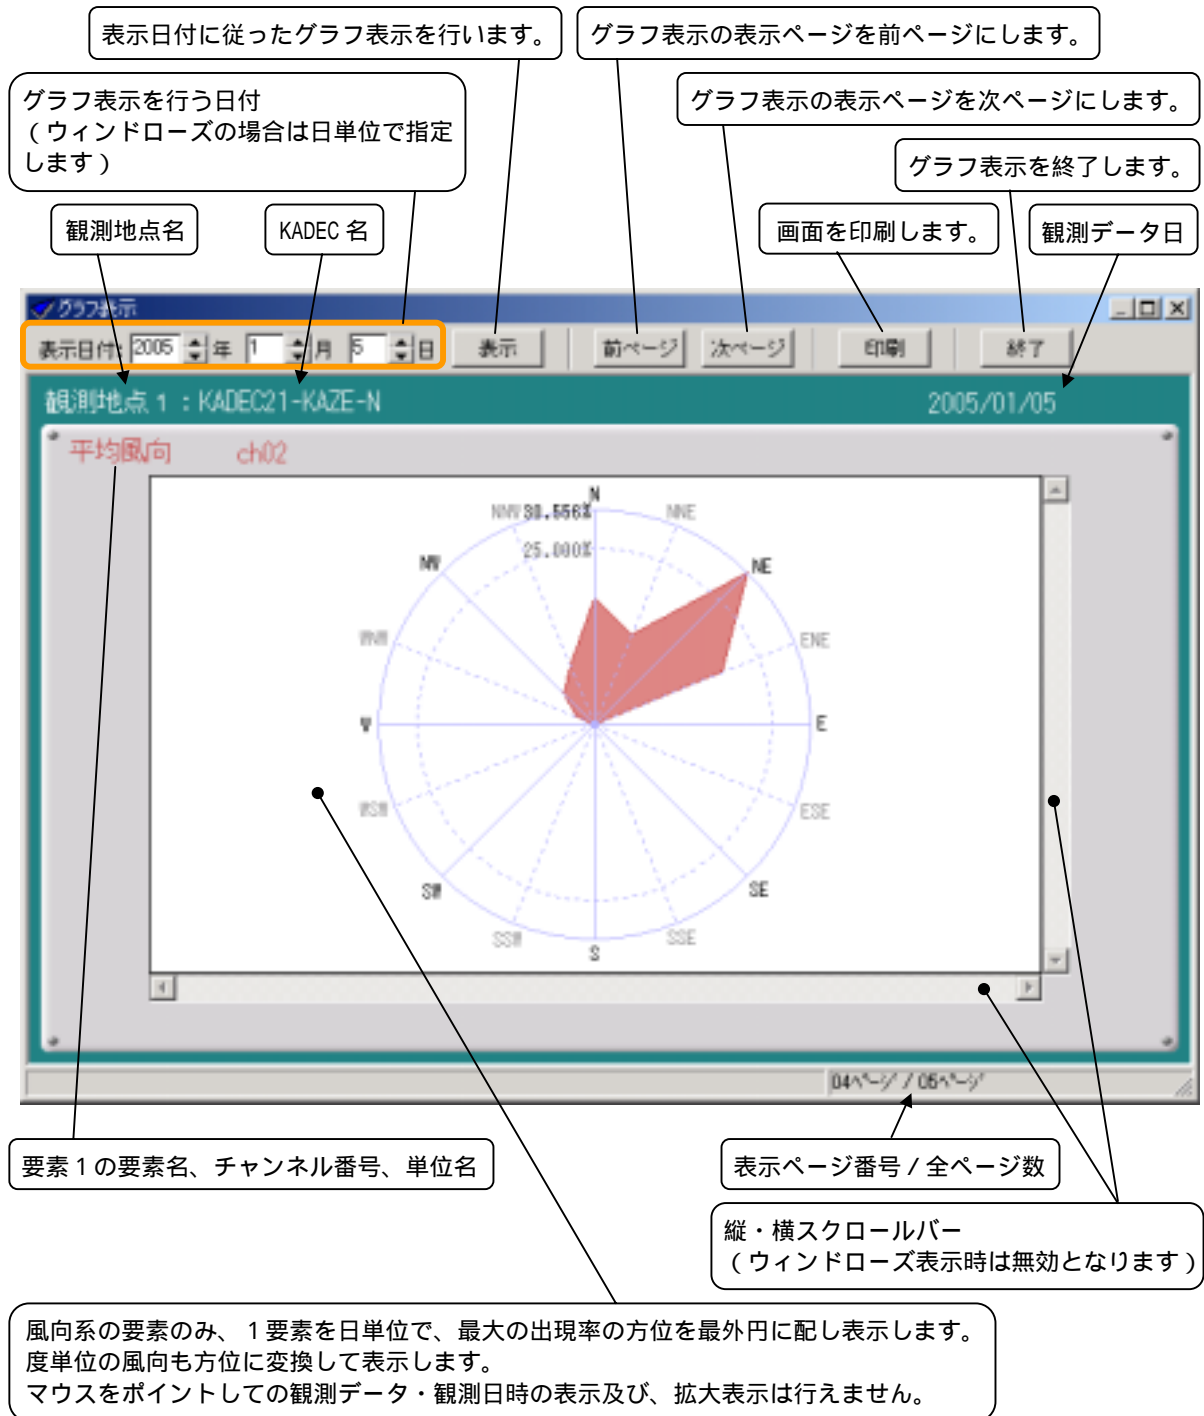 表示日付に従ったグラフ表示を行います。
グラフ表示の表示ページを前ページにします。
グラフ表示を行う日付
(ウィンドローズの場合は日単位で指定
します)
グラフ表示の表示ページを次ページにします。
グラフ表示を終了します。
観測地点名
KADEC 名
画面を印刷します。
観測データ日
グラフ表示
表示日付: 2005 年 1 月 5 日 表示 前ページ 次ページ 印刷 終了
観測地点 1 : KADEC21-KAZE-N 2005/01/05
平均風向 ch02
N
NNW 30.556% NNE
25.000%
NW NE
WNW ENE
W E
WSW ESE
SW SE
SSW SSE
S
04ページ / 05ページ
要素1の要素名、チャンネル番号、単位名
表示ページ番号/全ページ数
縦・横スクロールバー
(ウィンドローズ表示時は無効となります)
風向系の要素のみ、1要素を日単位で、最大の出現率の方位を最外円に配し表示します。
度単位の風向も方位に変換して表示します。
マウスをポイントしての観測データ・観測日時の表示及び、拡大表示は行えません。